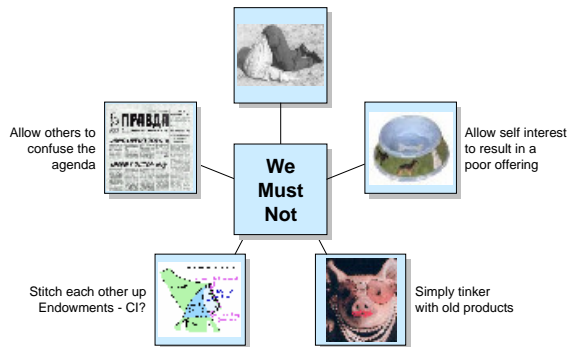 ПРАВДА
Allow others to
confuse the
agenda
We
Must
Not
Allow self interest
to result in a
poor offering
Stitch each other up
Endowments - CI?
Simply tinker
with old products